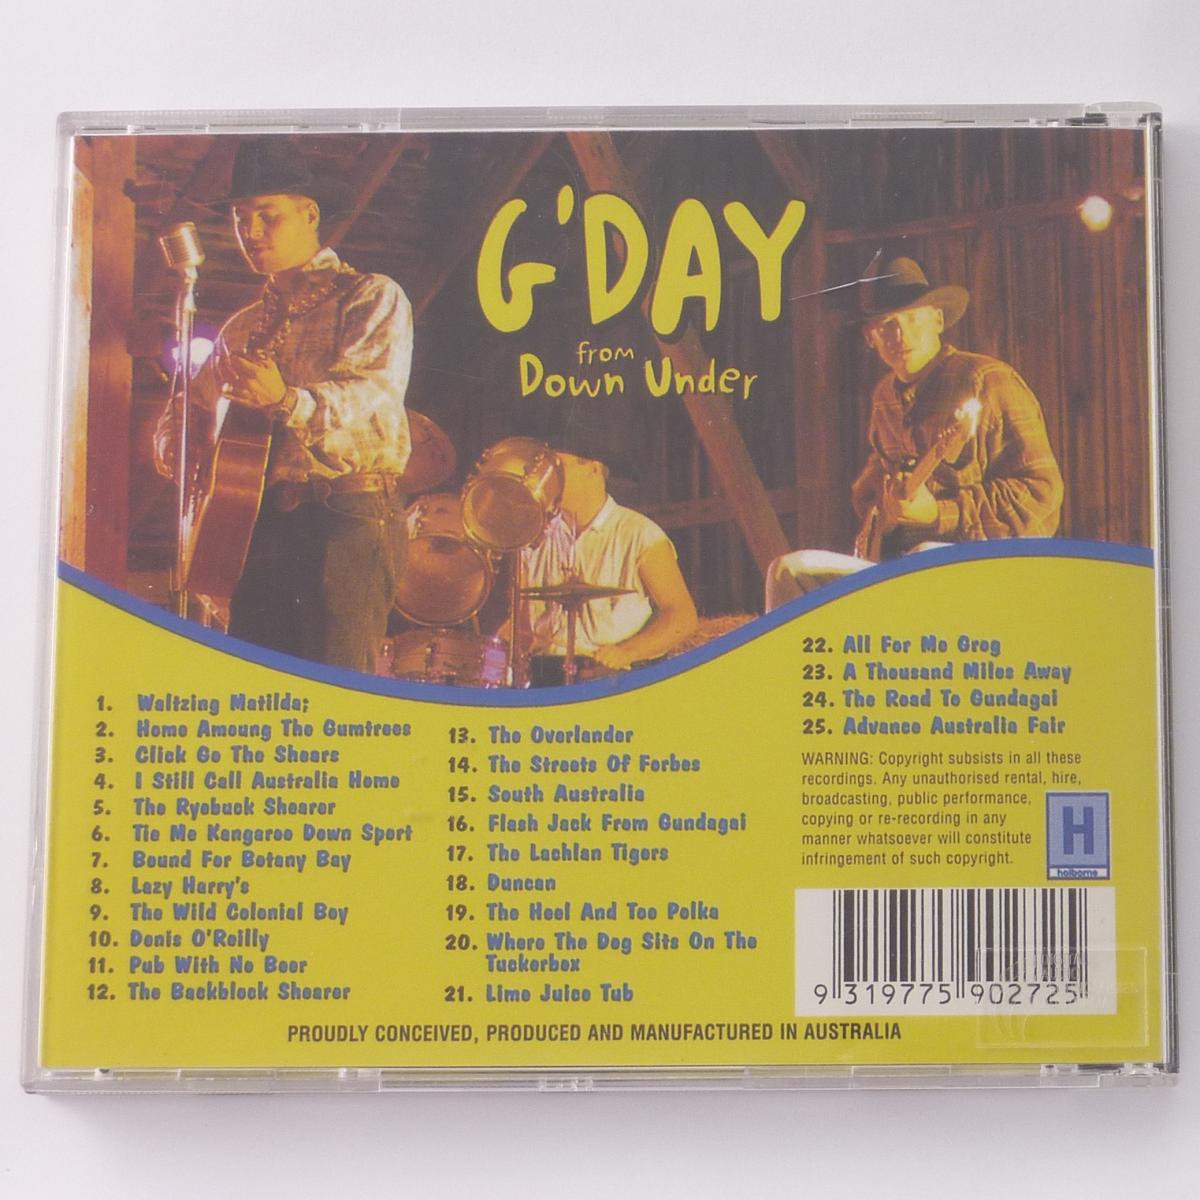 G'DAY
from
Down Under
1. Waltzing Matilda;
2. Home Amoung The Gumtrees
3. Click Go The Shears
4. I Still Call Australia Home
5. The Ryebuck Shearer
6. Tie Me Kangaroo Down Sport
7. Bound For Botany Bay
8. Lazy Harry's
9. The Wild Colonial Boy
10. Denis O'Reilly
11. Pub With No Beer
12. The Backblock Shearer
13. The Overlander
14. The Streets Of Forbes
15. South Australia
16. Flash Jack From Gundagai
17. The Lachlan Tigers
18. Duncan
19. The Heel And Toe Polka
20. Where The Dog Sits On The
Tuckerbox
21. Lime Juice Tub
22. All For Me Grog
23. A Thousand Miles Away
24. The Road To Gundagai
25. Advance Australia Fair
WARNING: Copyright subsists in all these
recordings. Any unauthorised rental, hire,
broadcasting, public performance,
copying or re-recording in any
manner whatsoever will constitute
infringement of such copyright.
H
holborne
9 319775 902725
PROUDLY CONCEIVED, PRODUCED AND MANUFACTURED IN AUSTRALIA